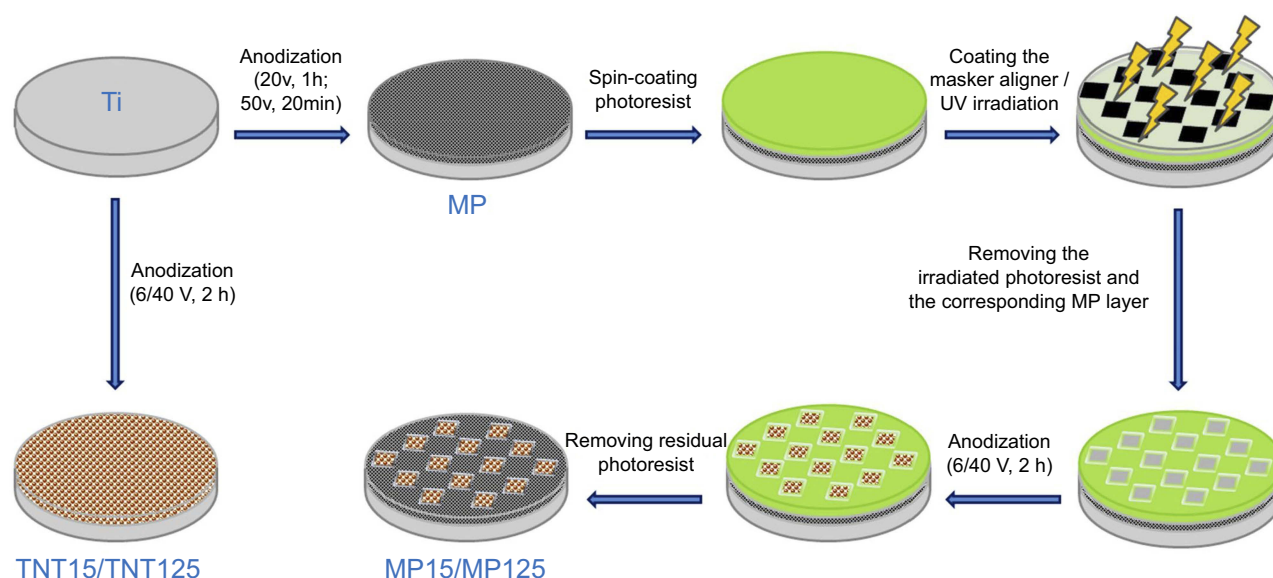 Ti
Anodization
(20v, 1h;
50v, 20min)
MP
Spin-coating
photoresist
Coating the
masker aligner /
UV irradiation
Anodization
(6/40 V, 2 h)
Removing the
irradiated photoresist and
the corresponding MP layer
TNT15/TNT125
MP15/MP125
Removing residual
photoresist
Anodization
(6/40 V, 2 h)